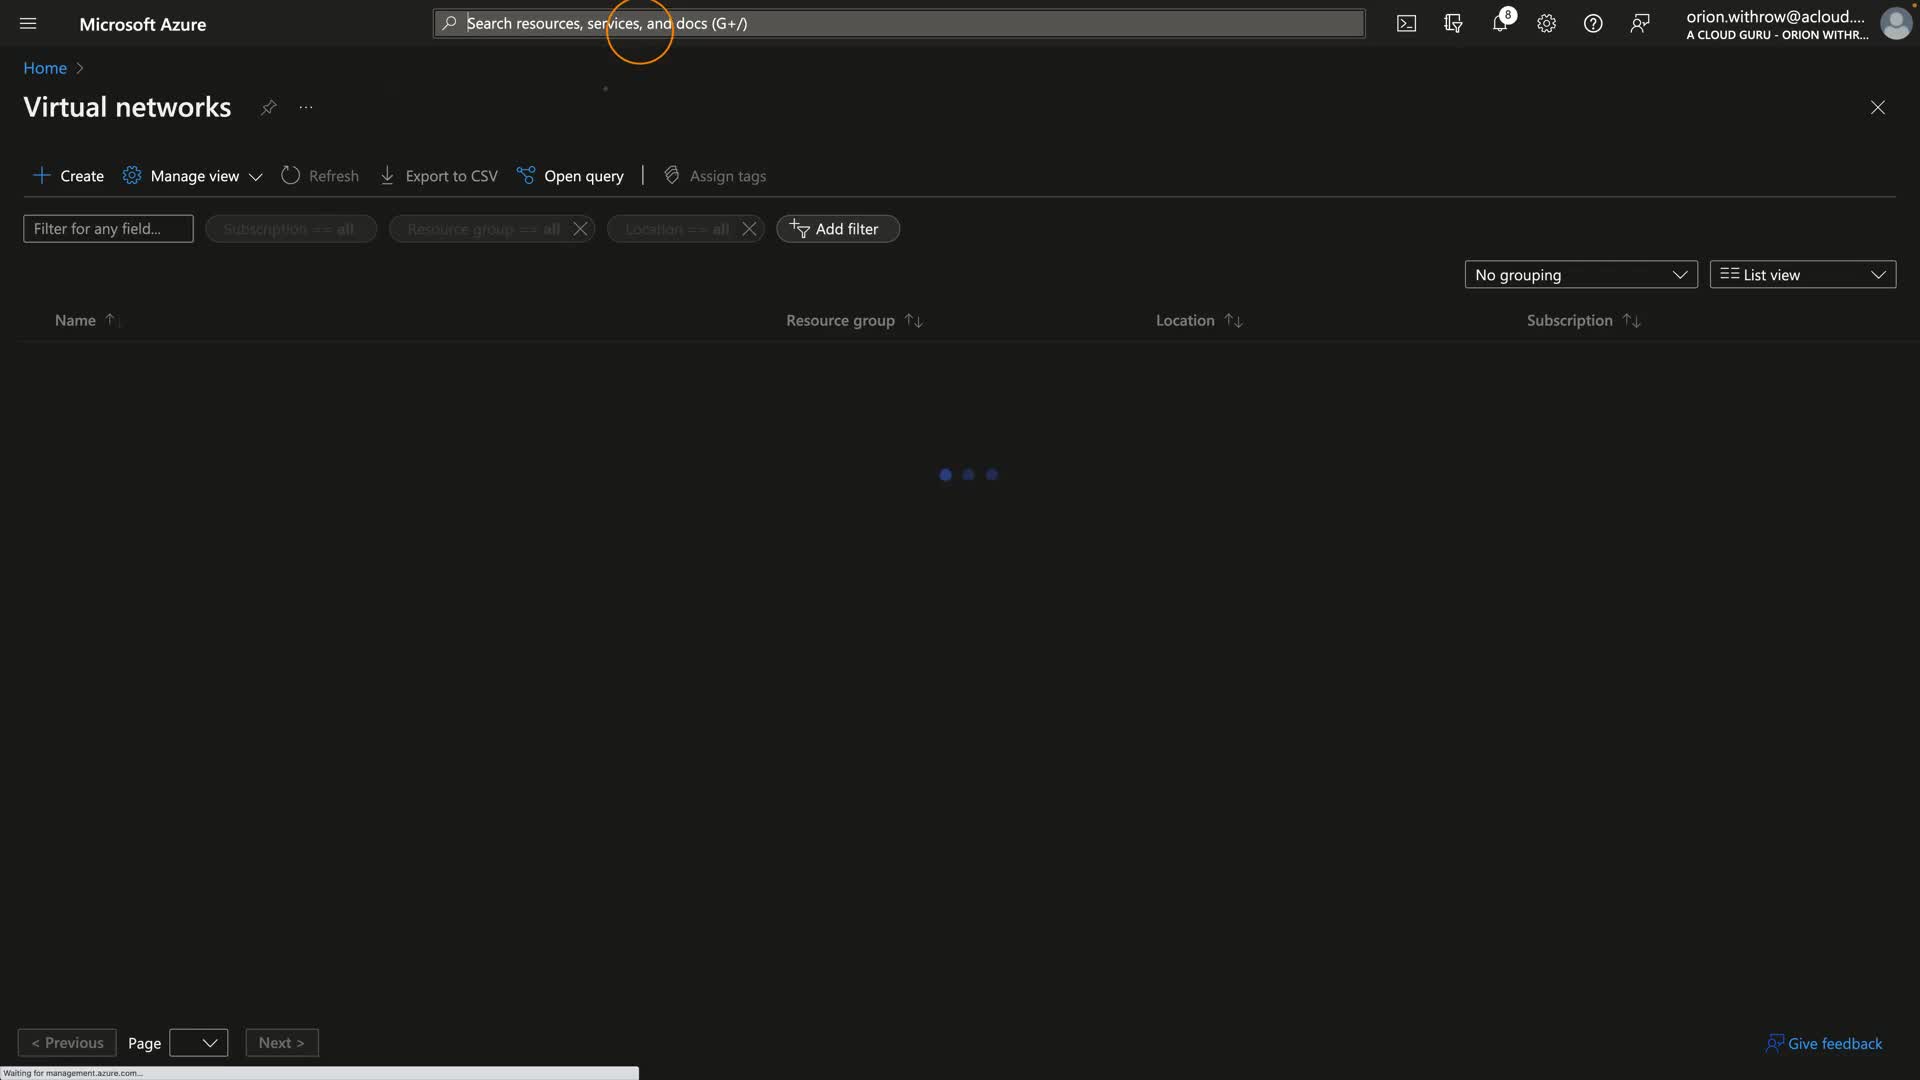 Microsoft Azure
Search resources, services, and docs (G+/)
8
orion.withrow@acloud....
A CLOUD GURU - ORION WITHR...
Home
Virtual networks
...
Create
Manage view
Refresh
Export to CSV
Open query
Assign tags
Filter for any field...
Subscription == all
Resource group == all
Location == all
Add filter
No grouping
List view
Name
Resource group
Location
Subscription
< Previous
Page
Next >
Give feedback
Waiting for management.azure.com...